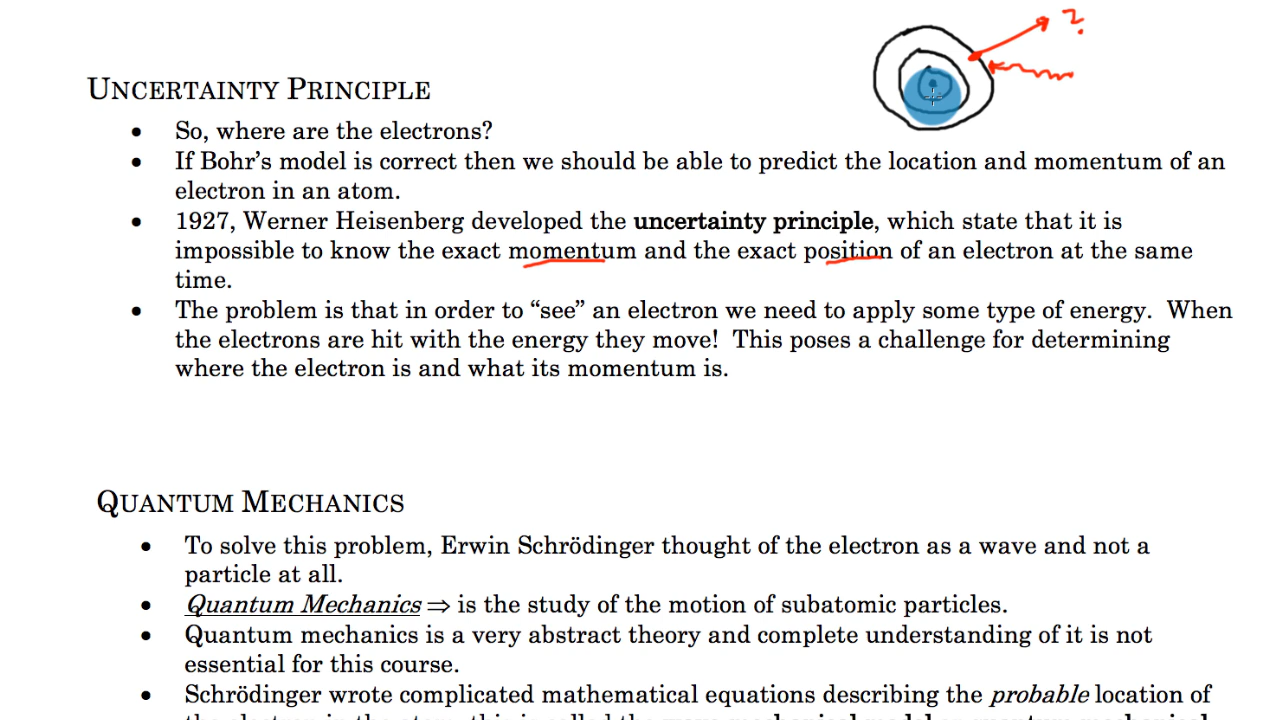 ?
UNCERTAINTY PRINCIPLE
• So, where are the electrons?
• If Bohr's model is correct then we should be able to predict the location and momentum of an
electron in an atom.
• 1927, Werner Heisenberg developed the uncertainty principle, which state that it is
impossible to know the exact momentum and the exact position of an electron at the same
time.
• The problem is that in order to “see” an electron we need to apply some type of energy. When
the electrons are hit with the energy they move! This poses a challenge for determining
where the electron is and what its momentum is.
QUANTUM MECHANICS
• To solve this problem, Erwin Schrödinger thought of the electron as a wave and not a
particle at all.
• Quantum Mechanics ⇒ is the study of the motion of subatomic particles.
• Quantum mechanics is a very abstract theory and complete understanding of it is not
essential for this course.
• Schrödinger wrote complicated mathematical equations describing the probable location of